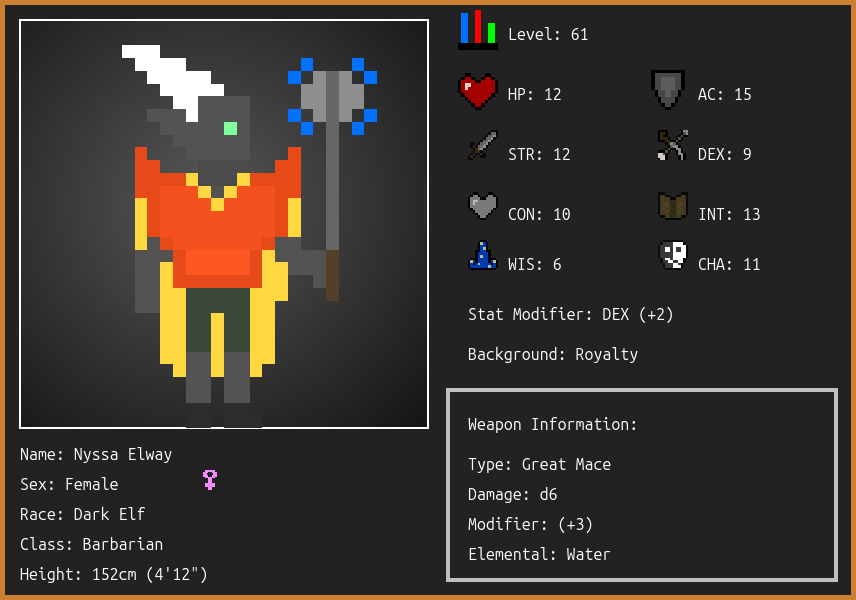 Level: 61
HP: 12
AC: 15
STR: 12
DEX: 9
CON: 10
INT: 13
WIS: 6
CHA: 11
Stat Modifier: DEX (+2)
Background: Royalty
Weapon Information:
Type: Great Mace
Damage: d6
Modifier: (+3)
Elemental: Water
Name: Nyssa Elway
Sex: Female
Race: Dark Elf
Class: Barbarian
Height: 152cm (4'12")